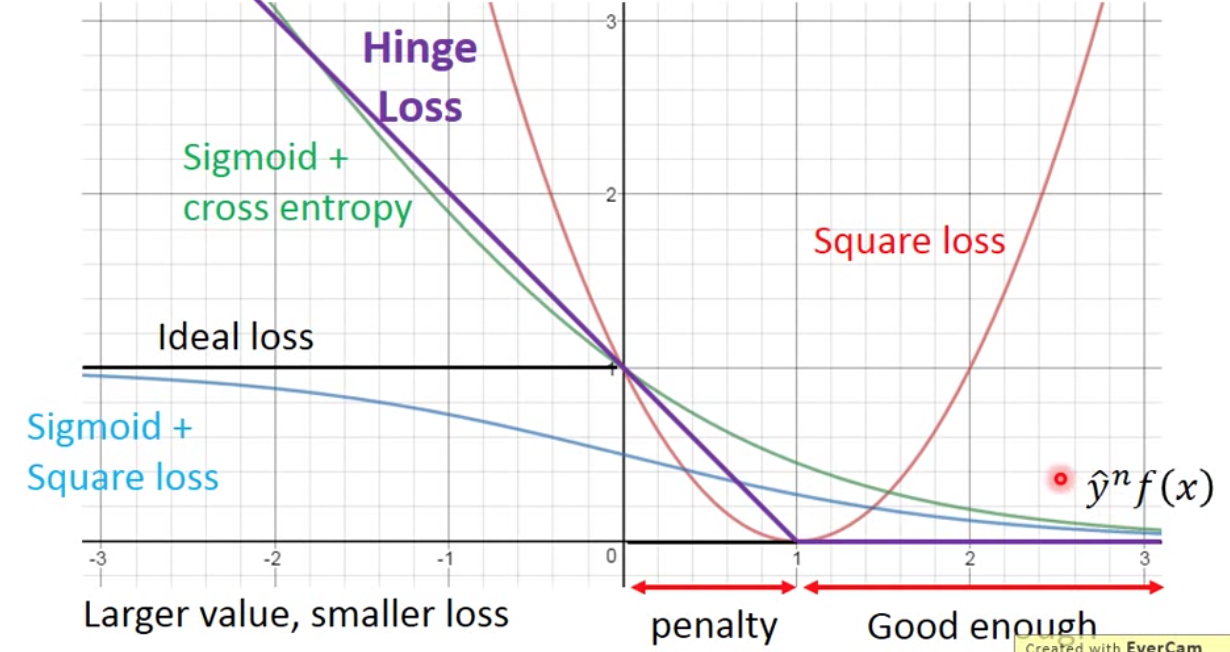 3
Hinge
Loss
Sigmoid +
cross entropy
2
Square loss
Ideal loss
1
Sigmoid +
Square loss
ŷⁿ f(x)
-3 -2 -1 0 1 2 3
Larger value, smaller loss
penalty
Good enough
Created with EverCam